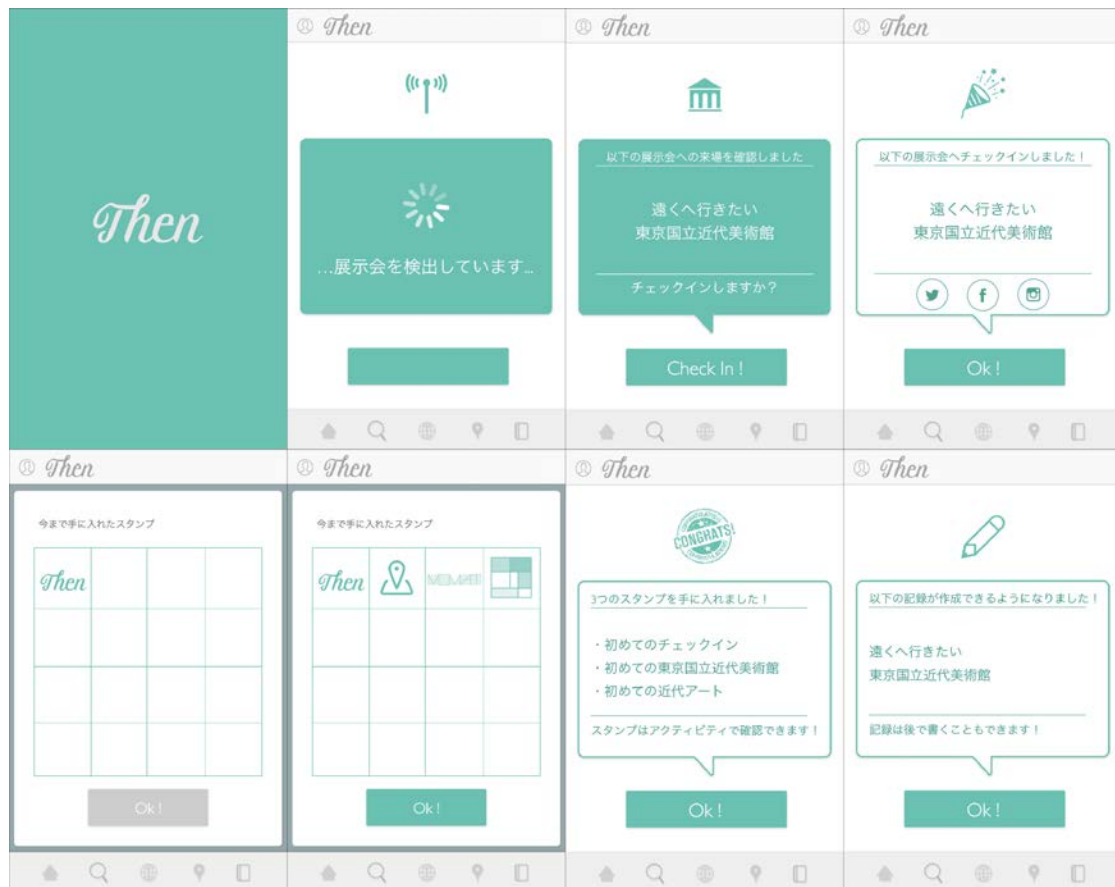 Then
Then
...展示会を検出しています...
Then
以下の展示会への来場を確認しました
遠くへ行きたい
東京国立近代美術館
チェックインしますか？
Check In !
Then
以下の展示会へチェックインしました！
遠くへ行きたい
東京国立近代美術館
Ok !
Then
今まで手に入れたスタンプ
Then
Ok !
Then
今まで手に入れたスタンプ
Then
Ok !
Then
CONGRATS!
3つのスタンプを手に入れました！
・初めてのチェックイン
・初めての東京国立近代美術館
・初めての近代アート
スタンプはアクティビティで確認できます！
Ok !
Then
以下の記録が作成できるようになりました！
遠くへ行きたい
東京国立近代美術館
記録は後で書くこともできます！
Ok !